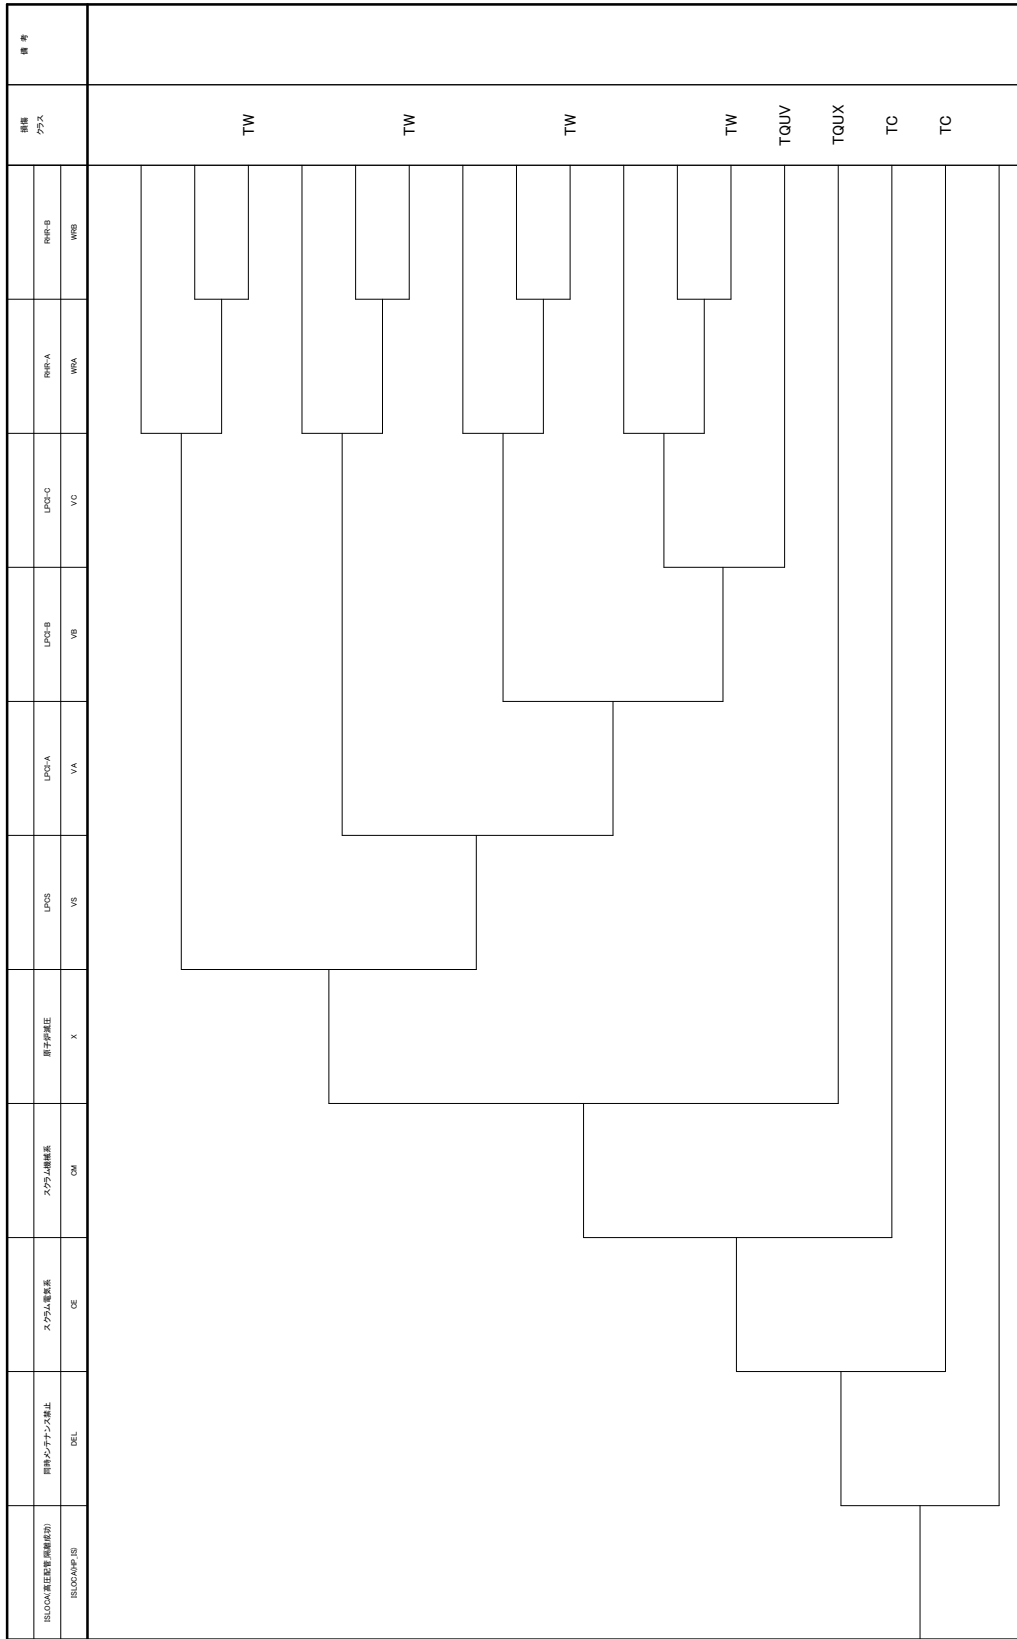 ISLOCA(高圧配管_隔離成功)
ISLOCA(HP_IS)
同時メンテナンス禁止
DEL
スクラム電気系
CE
スクラム機械系
CM
原子炉減圧
X
LPCS
VS
LPCI-A
VA
LPCI-B
VB
LPCI-C
VC
RHR-A
WRA
RHR-B
WRB
損傷
クラス
備 考
TW
TW
TW
TW
TQUV
TQUX
TC
TC